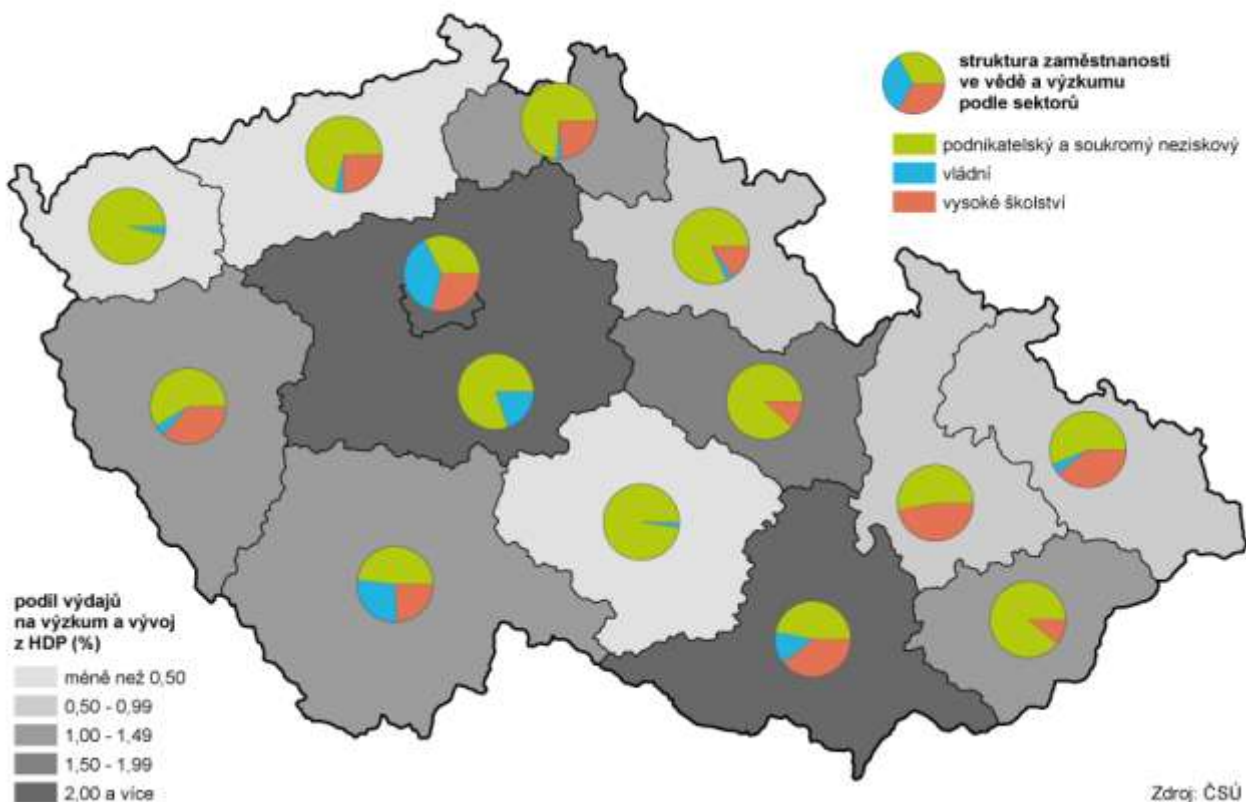 struktura zaměstnanosti
ve vědě a výzkumu
podle sektorů
podnikatelský a soukromý neziskový
vládní
vysoké školství
podíl výdajů
na výzkum a vývoj
z HDP (%)
méně než 0,50
0,50 - 0,99
1,00 - 1,49
1,50 - 1,99
2,00 a více
Zdroj: ČSÚ